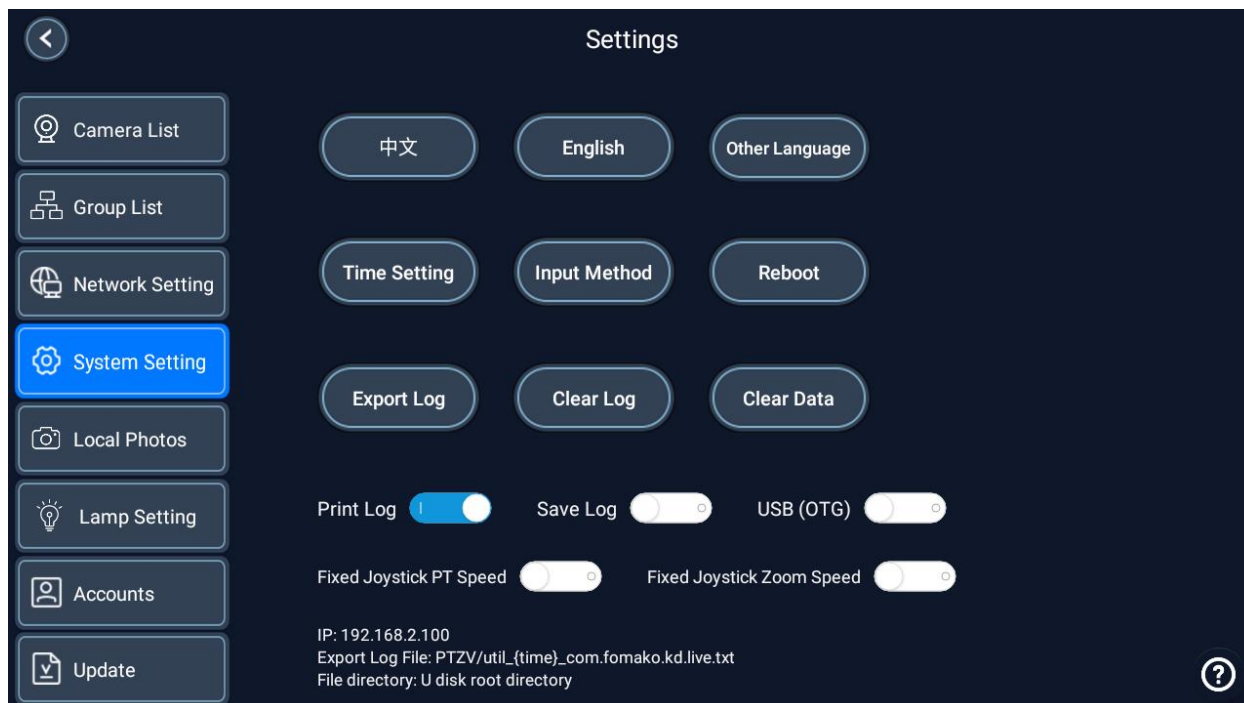 Settings
Camera List
Group List
Network Setting
System Setting
Local Photos
Lamp Setting
Accounts
Update
中文 English Other Language
Time Setting Input Method Reboot
Export Log Clear Log Clear Data
Print Log Save Log USB (OTG)
Fixed Joystick PT Speed Fixed Joystick Zoom Speed
IP: 192.168.2.100
Export Log File: PTZV/util_{time}_com.fomako.kd.live.txt
File directory: U disk root directory
?